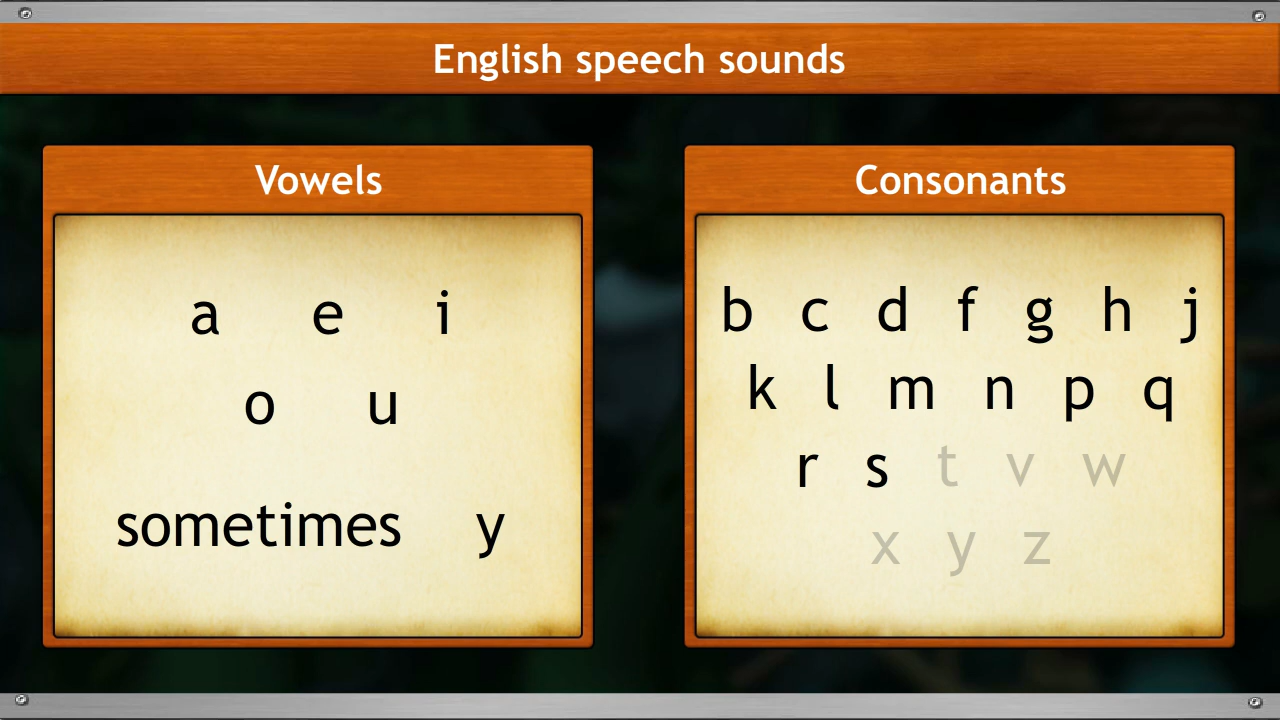 English speech sounds
Vowels
a e i
o u
sometimes y
Consonants
b c d f g h j
k l m n p q
r s t v w
x y z